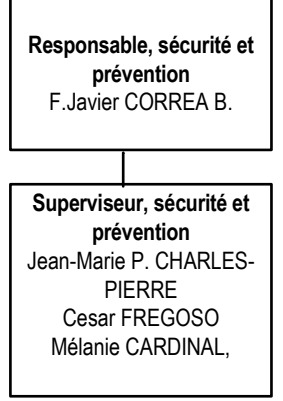 Responsable, sécurité et
prévention
F.Javier CORREA B.
Superviseur, sécurité et
prévention
Jean-Marie P. CHARLES-
PIERRE
Cesar FREGOSO
Mélanie CARDINAL,